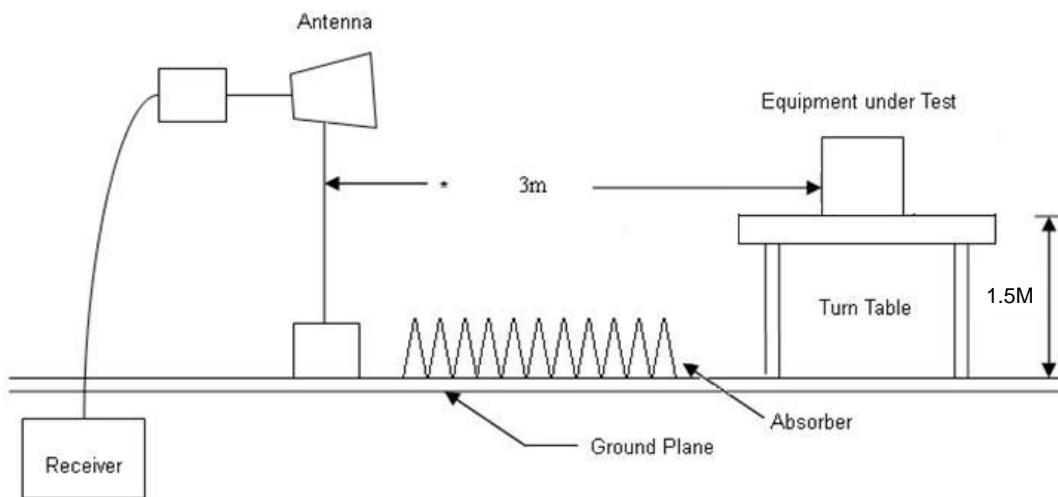 Antenna
Equipment under Test
* 3m
1.5M
Turn Table
Absorber
Ground Plane
Receiver